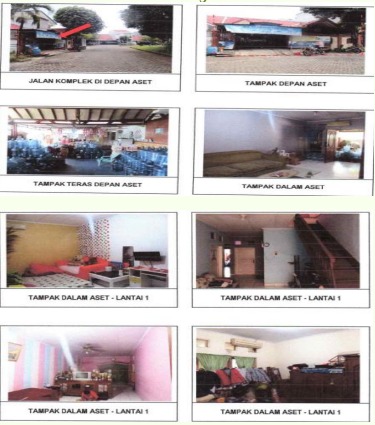 JALAN KOMPLEK DI DEPAN ASET
TAMPAK DEPAN ASET
TAMPAK TERAS DEPAN ASET
TAMPAK DALAM ASET
TAMPAK DALAM ASET - LANTAI 1
TAMPAK DALAM ASET - LANTAI 1
TAMPAK DALAM ASET - LANTAI 1
TAMPAK DALAM ASET - LANTAI 1